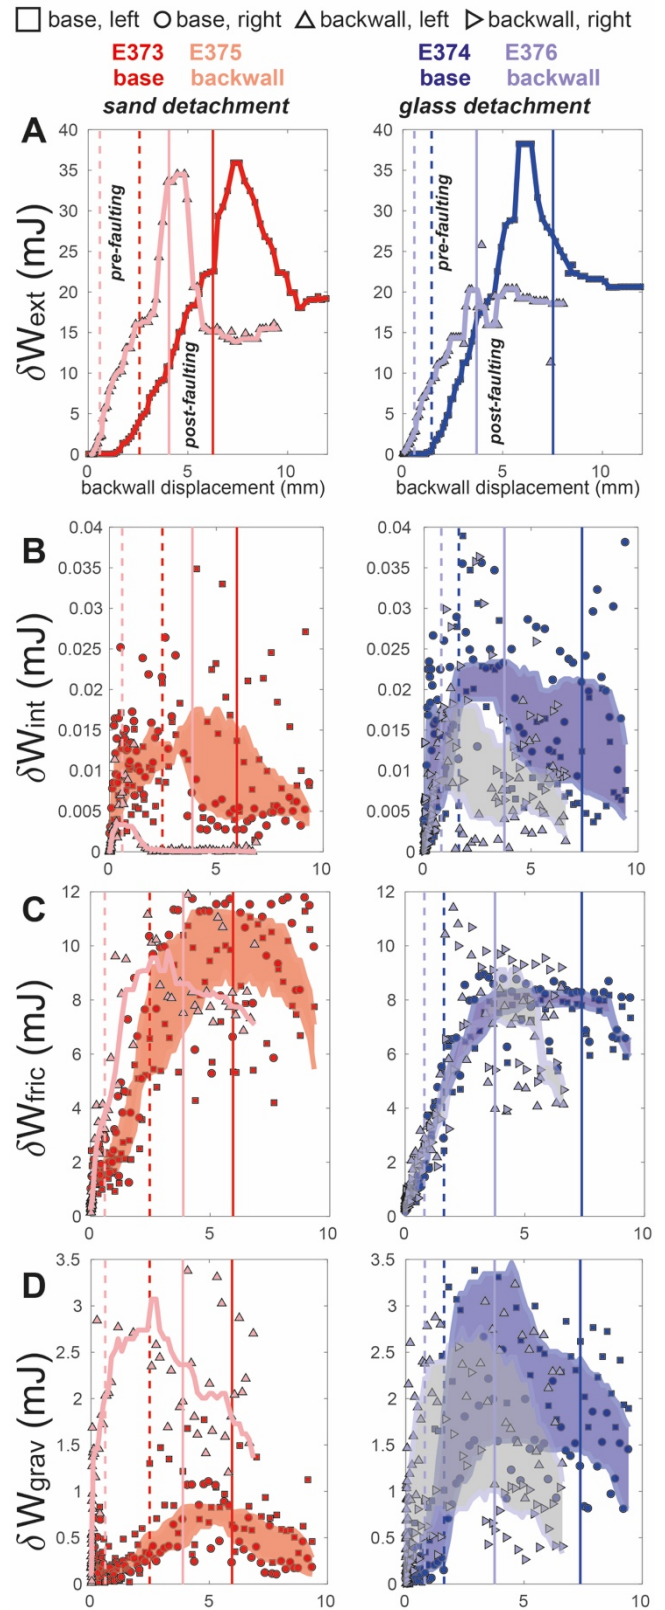 base, left base, right backwall, left backwall, right
E373 E375 E374 E376
base backwall base backwall
sand detachment glass detachment
A
40 40
35 35
30 30
25 25
20 20
15 15
10 10
5 5
0 0
δWext (mJ)
pre-faulting pre-faulting
post-faulting post-faulting
0 5 10 0 5 10
backwall displacement (mm) backwall displacement (mm)
B
0.04 0.04
0.035 0.035
0.03 0.03
0.025 0.025
0.02 0.02
0.015 0.015
0.01 0.01
0.005 0.005
0 0
δWint (mJ)
0 5 10 0 5 10
C
12 12
10 10
8 8
6 6
4 4
2 2
0 0
δWfric (mJ)
0 5 10 0 5 10
D
3.5 3.5
3 3
2.5 2.5
2 2
1.5 1.5
1 1
0.5 0.5
0 0
δWgrav (mJ)
0 5 10 0 5 10